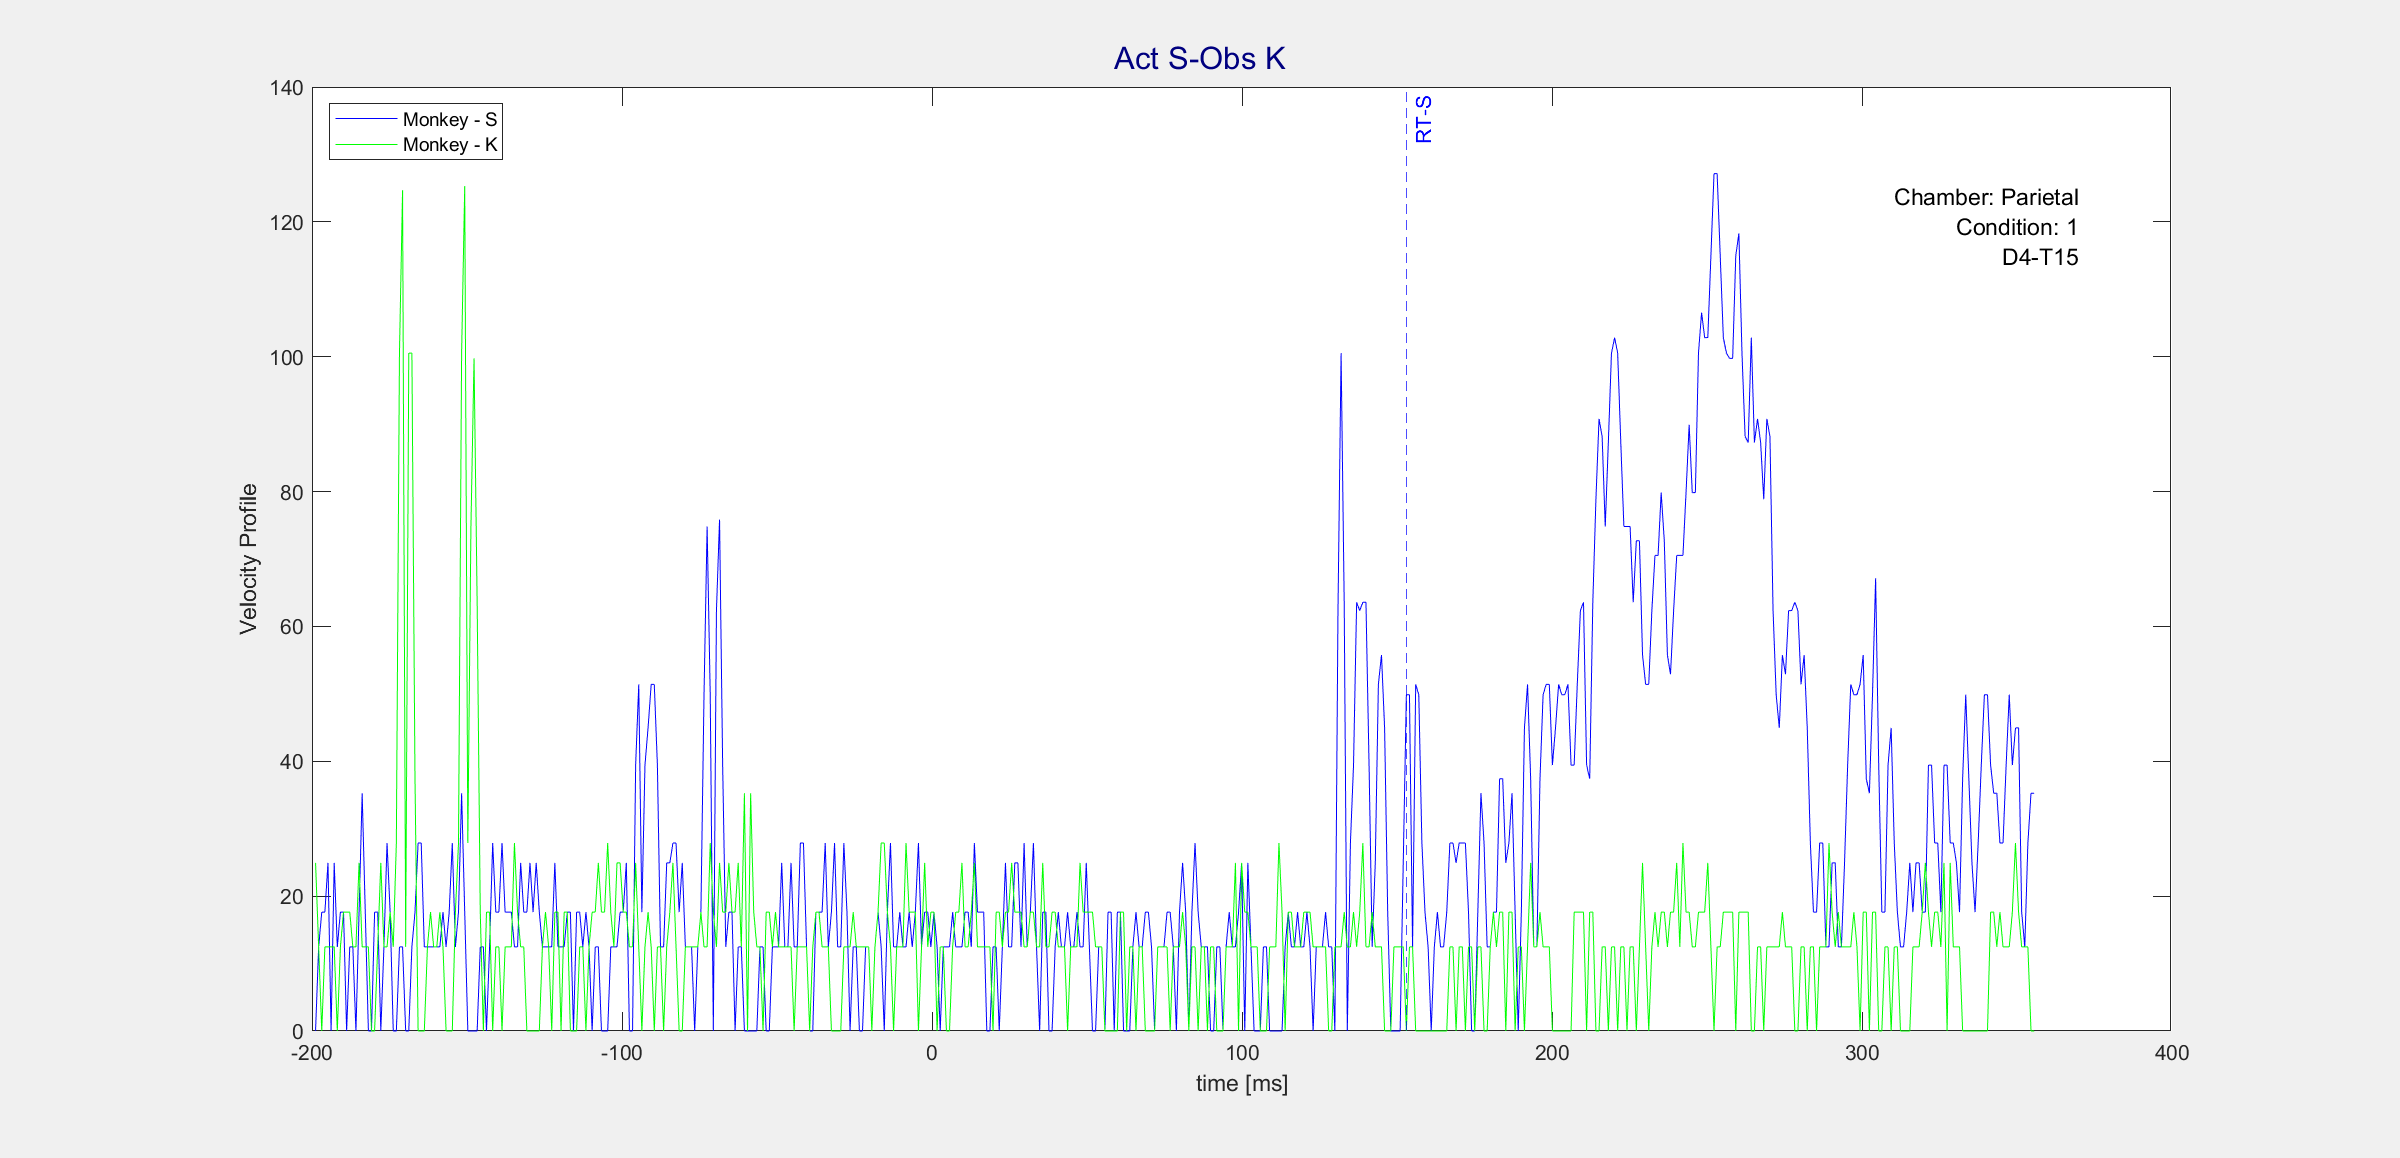 Act S-Obs K
140
120
100
80
60
40
20
0
Velocity Profile
Monkey - S
Monkey - K
RT-S
Chamber: Parietal
Condition: 1
D4-T15
-200 -100 0 100 200 300 400
time [ms]